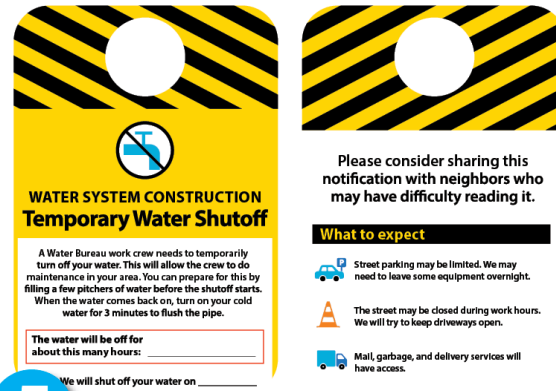 WATER SYSTEM CONSTRUCTION
Temporary Water Shutoff
A Water Bureau work crew needs to temporarily
turn off your water. This will allow the crew to do
maintenance in your area. You can prepare for this by
filling a few pitchers of water before the shutoff starts.
When the water comes back on, turn on your cold
water for 3 minutes to flush the pipe.
The water will be off for
about this many hours: ____________________
We will shut off your water on ___________
Please consider sharing this
notification with neighbors who
may have difficulty reading it.
What to expect
P
Street parking may be limited. We may
need to leave some equipment overnight.
The street may be closed during work hours.
We will try to keep driveways open.
Mail, garbage, and delivery services will
have access.